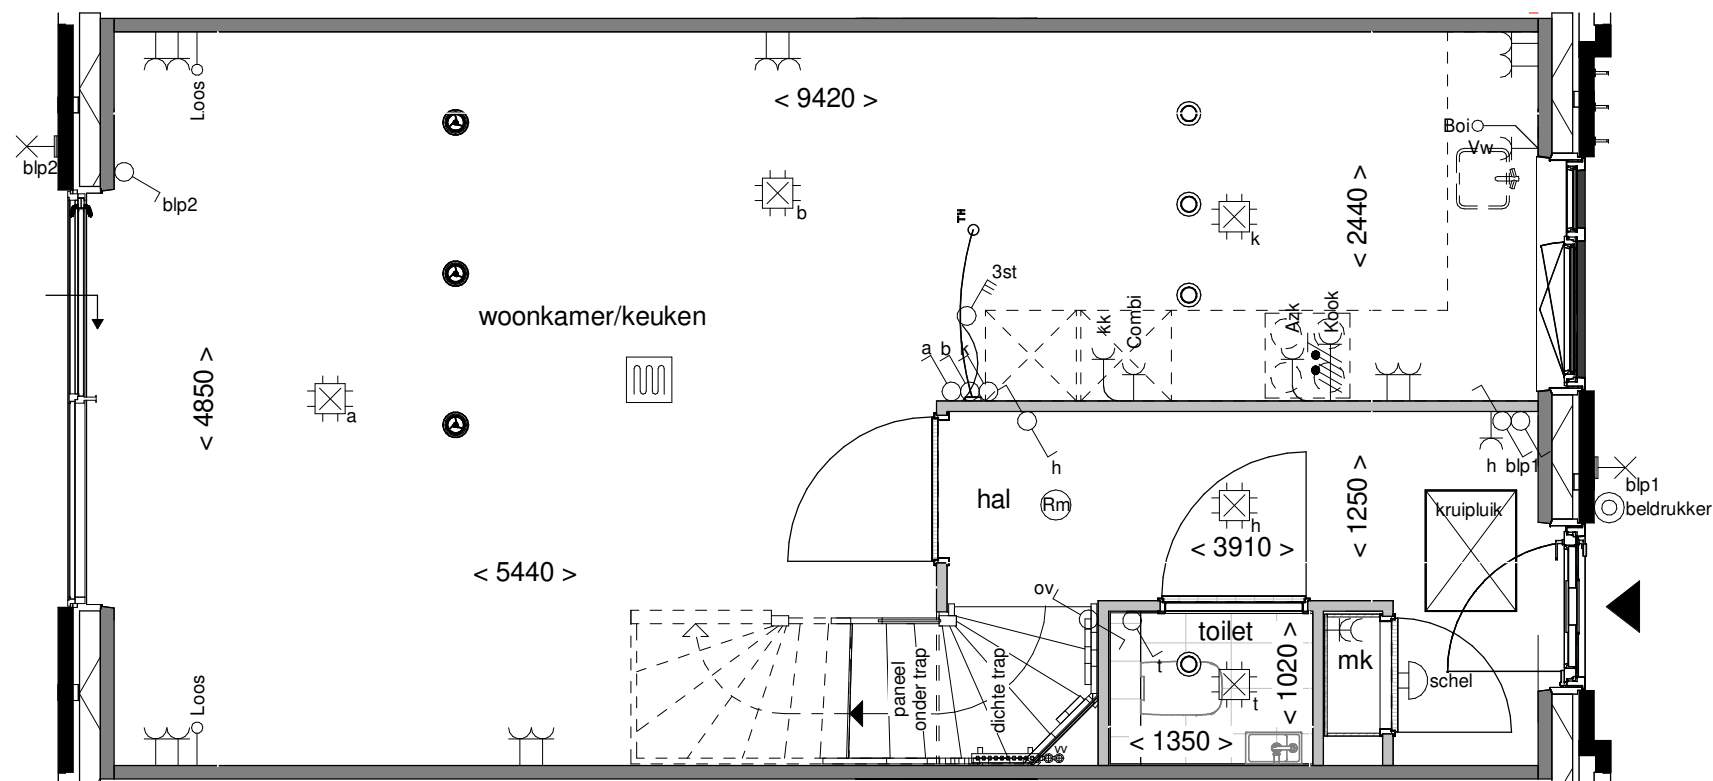 Loos
< 9420 >
Boi
Vw
blp2
blp2
b
k
TH
< 2440 >
3st
woonkamer/keuken
kk
Combi
Azk
Kook
a b k
< 4850 >
a
h
h blp1
blp1
hal
Rm
h
< 1250 >
kruipluik
beldrukker
< 3910 >
< 5440 >
ov
toilet
t
< 1020 >
mk
schel
t
paneel
onder trap
dichte trap
Loos
< 1350 >
vv